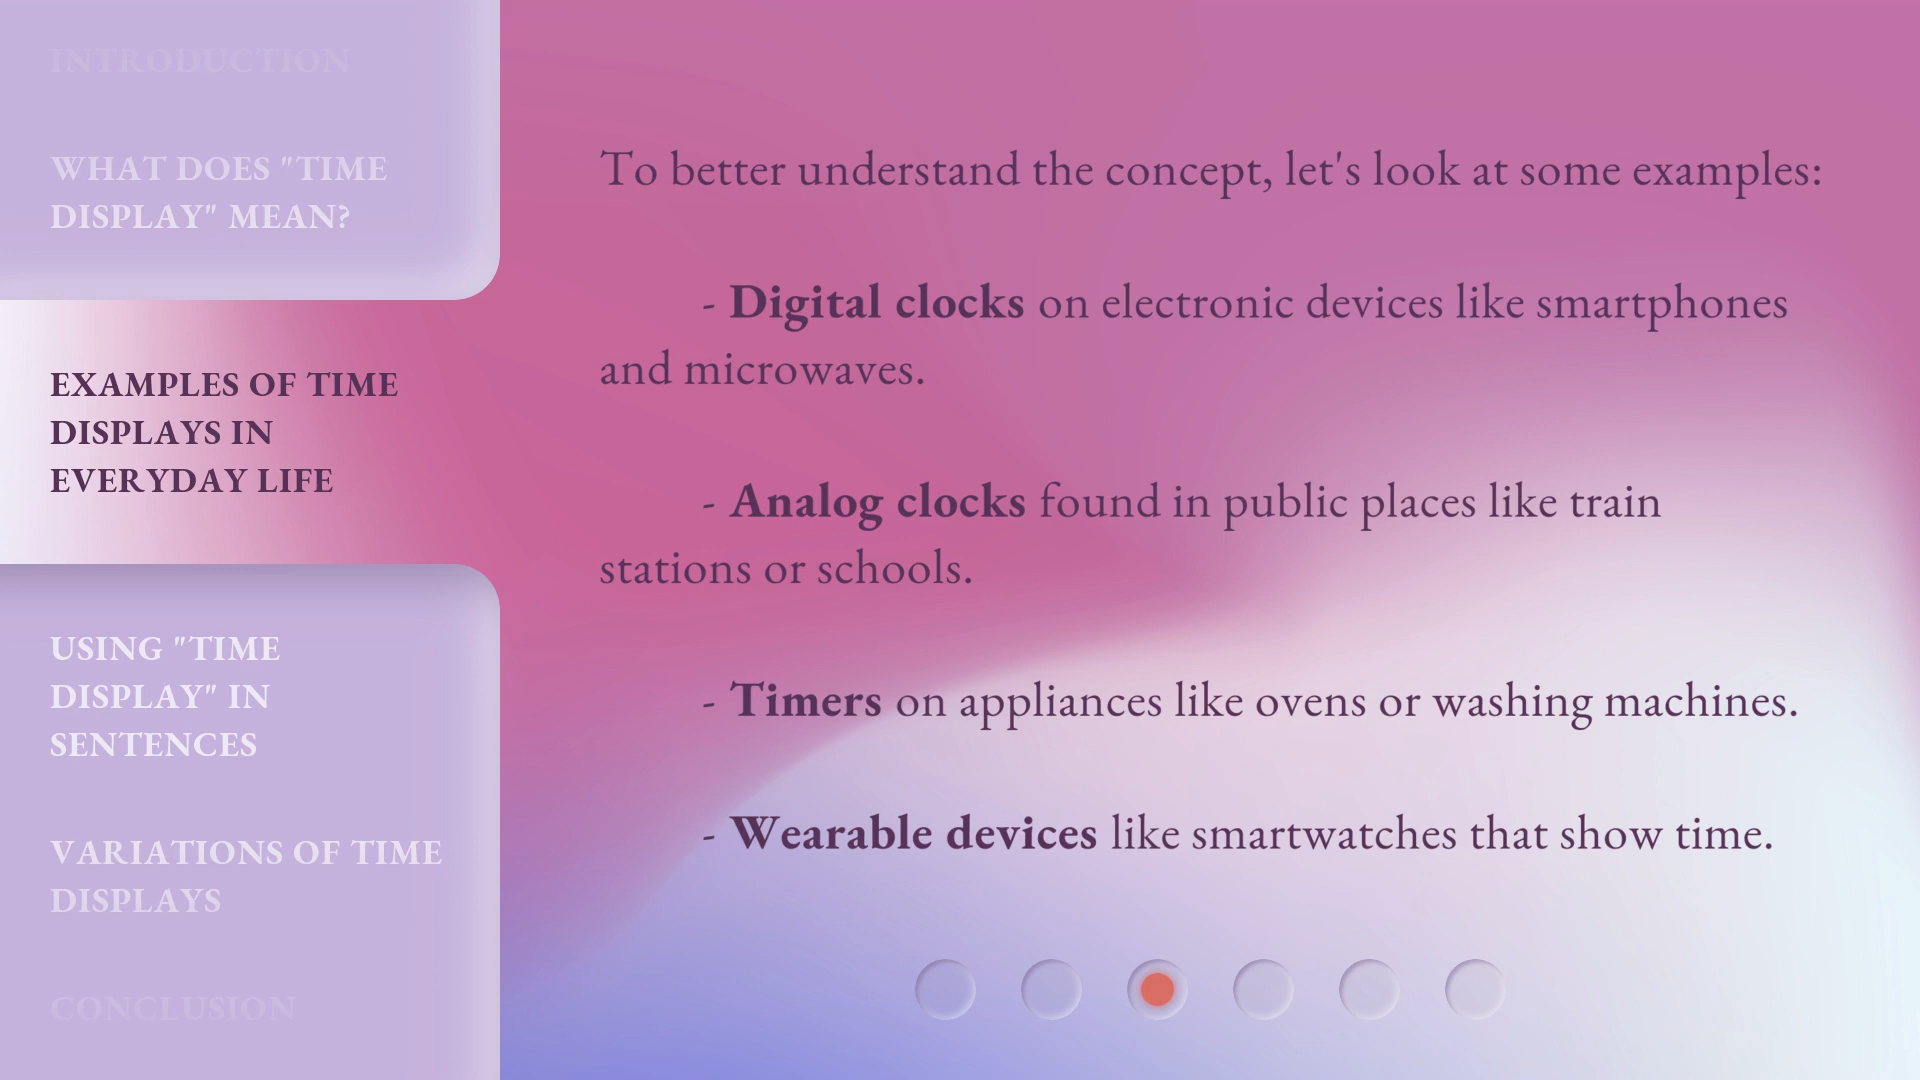 INTRODUCTION
WHAT DOES "TIME
DISPLAY" MEAN?
EXAMPLES OF TIME
DISPLAYS IN
EVERYDAY LIFE
USING "TIME
DISPLAY" IN
SENTENCES
VARIATIONS OF TIME
DISPLAYS
CONCLUSION
To better understand the concept, let's look at some examples:
- Digital clocks on electronic devices like smartphones
and microwaves.
- Analog clocks found in public places like train
stations or schools.
- Timers on appliances like ovens or washing machines.
- Wearable devices like smartwatches that show time.